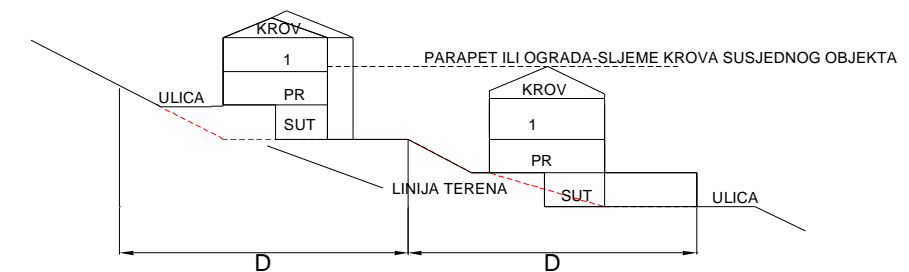 KROV
1
PARAPET ILI OGRADA-SLJEME KROVA SUSJEDNOG OBJEKTA
ULICA
PR
KROV
SUT
1
PR
LINIJA TERENA
SUT
ULICA
D
D